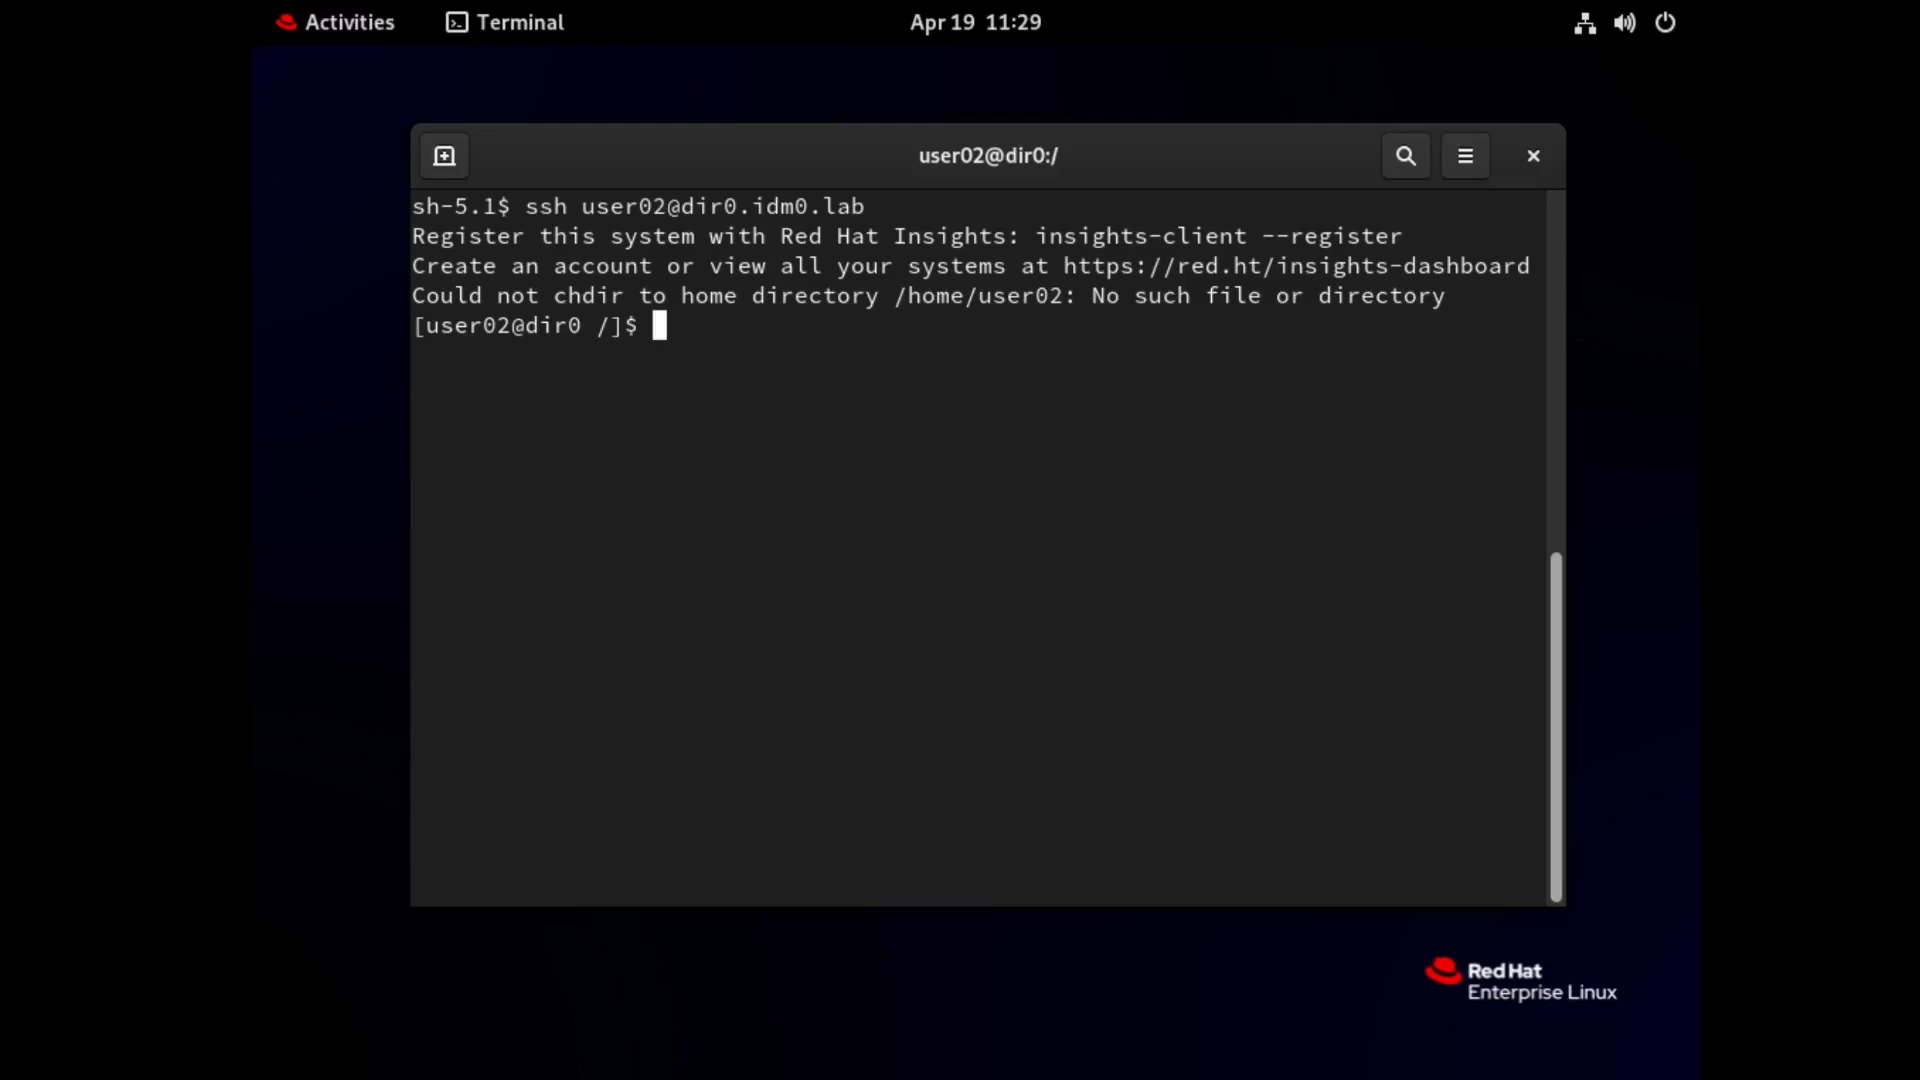 Activities
Terminal
Apr 19 11:29
user02@dir0:/
sh-5.1$ ssh user02@dir0.idm0.lab
Register this system with Red Hat Insights: insights-client --register
Create an account or view all your systems at https://red.ht/insights-dashboard
Could not chdir to home directory /home/user02: No such file or directory
[user02@dir0 /]$
Red Hat
Enterprise Linux